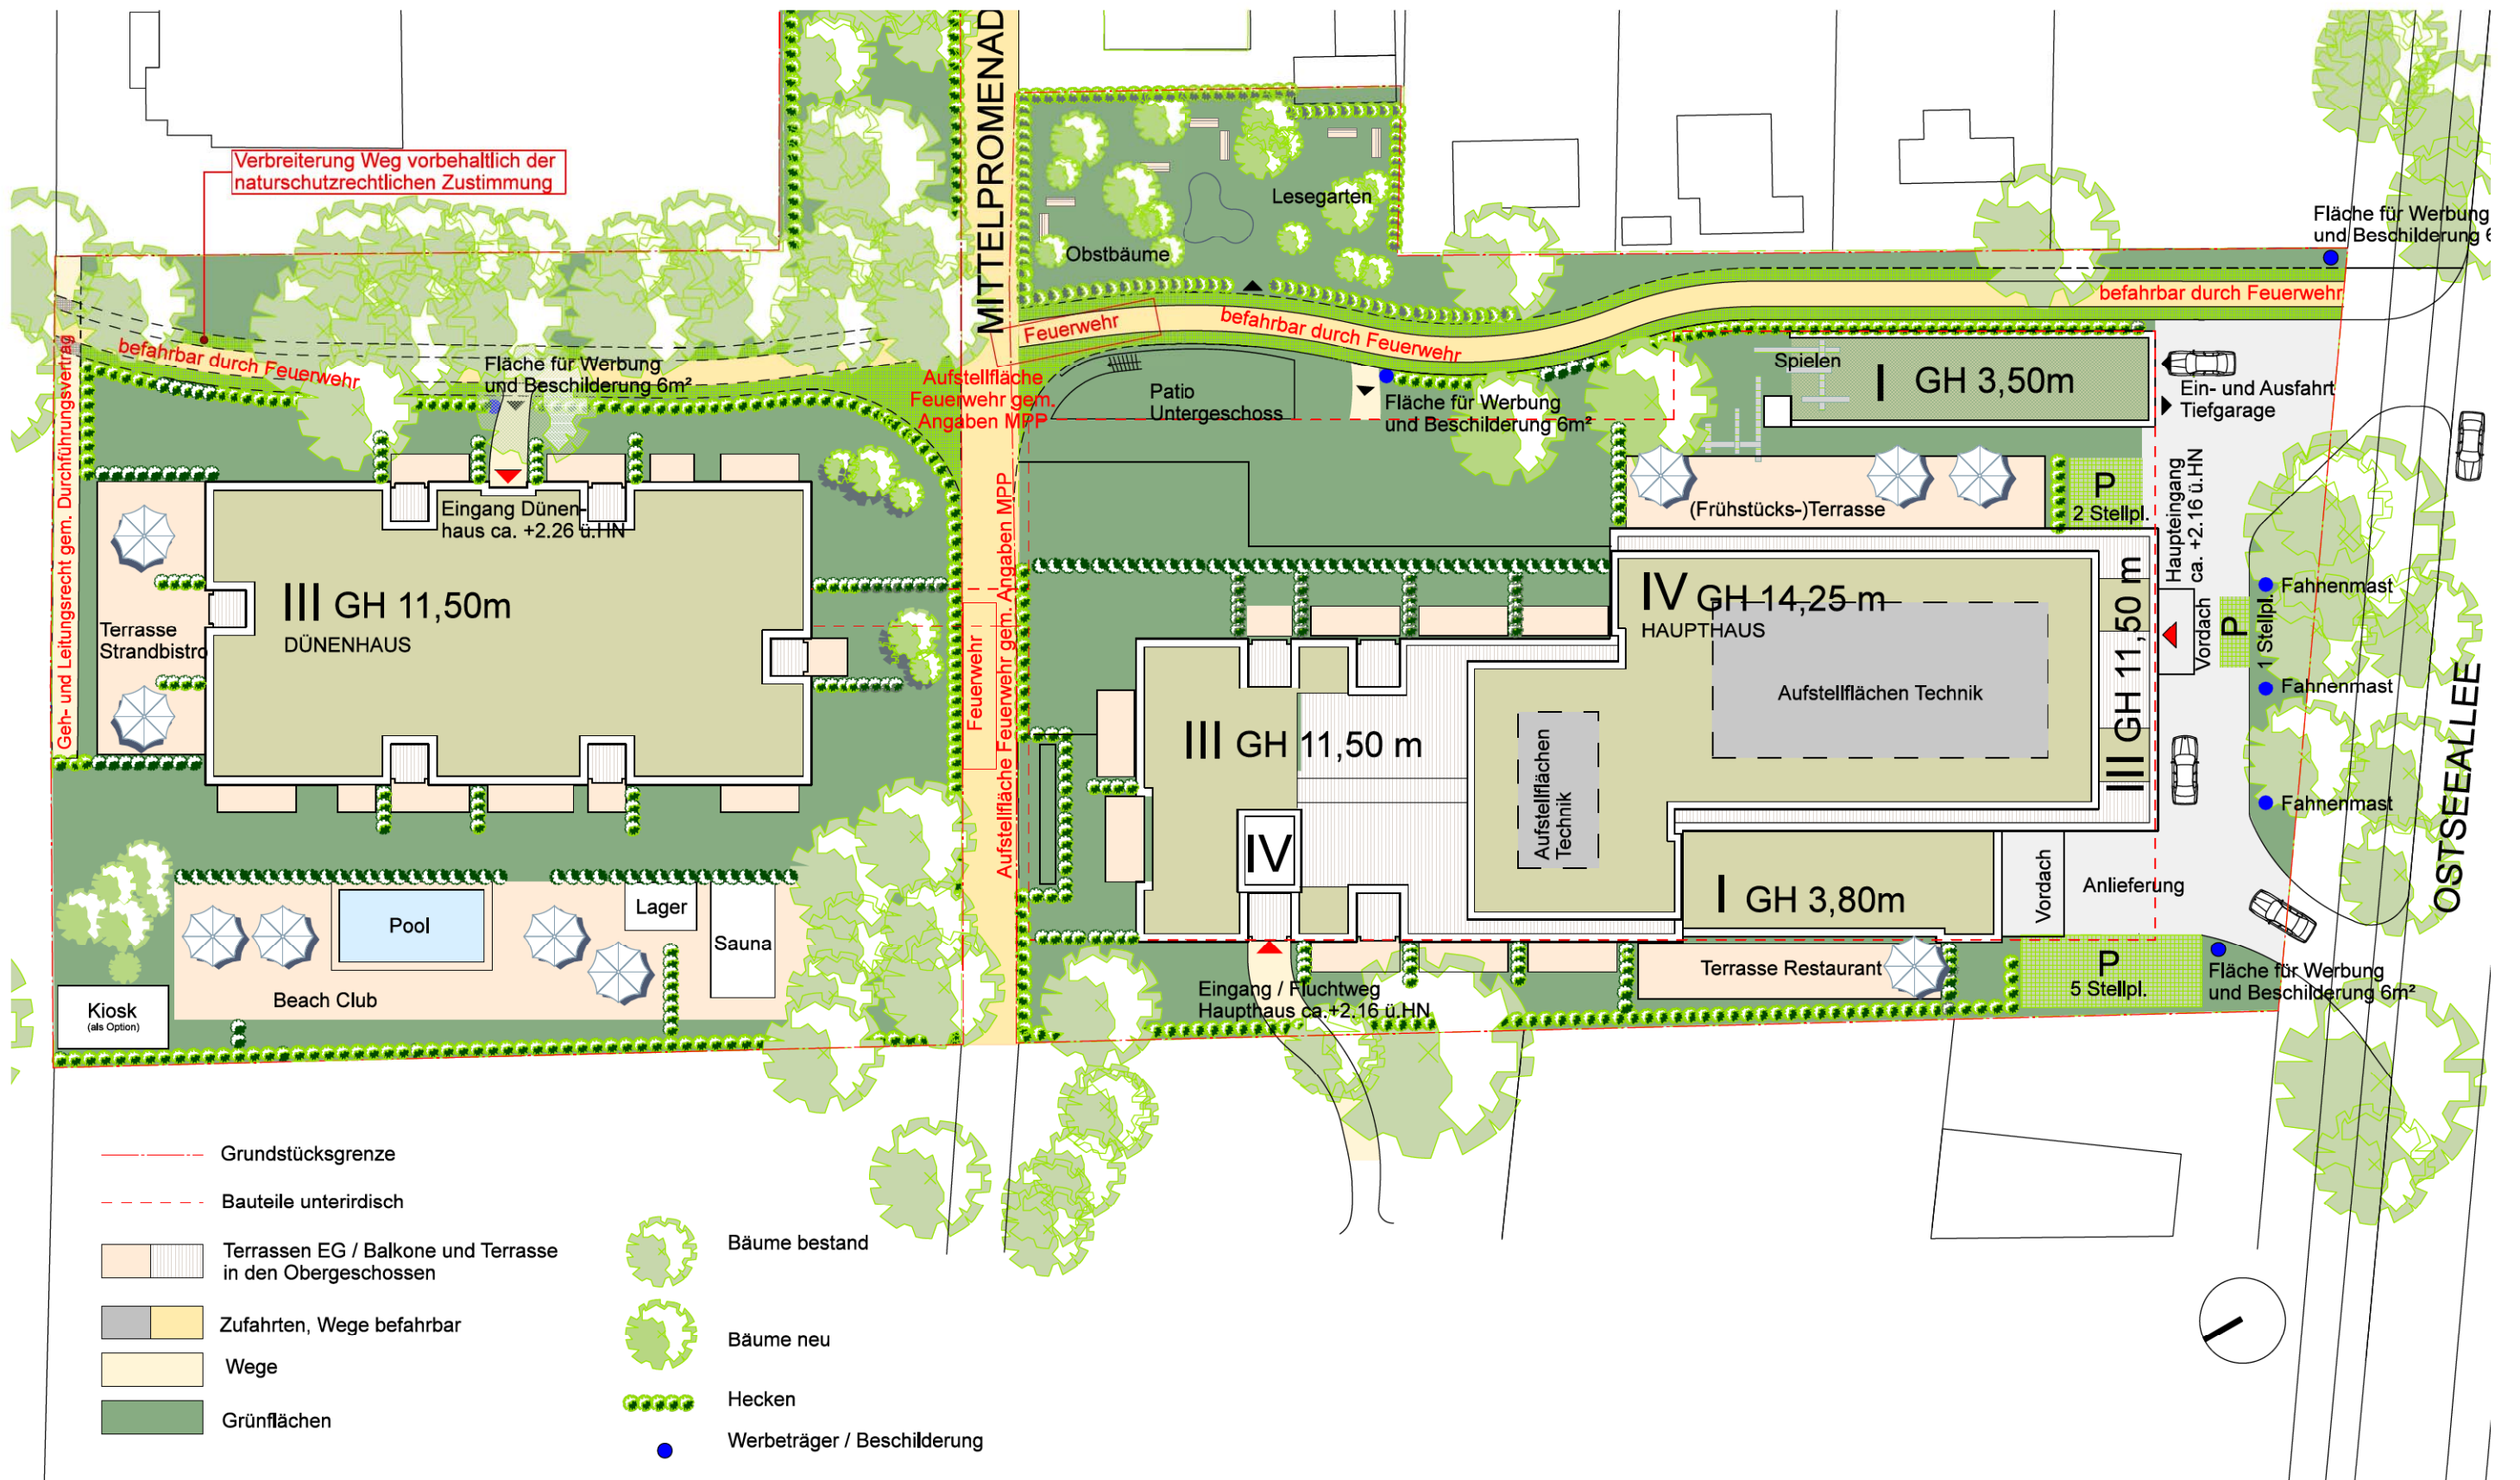 MITTELPROMENAD
Verbreiterung Weg vorbehaltlich der
naturschutzrechtlichen Zustimmung
Lesegarten
Obstbäume
Fläche für Werbung
und Beschilderung 6
befahrbar durch Feuerwehr
Feuerwehr
befahrbar durch Feuerwehr
befahrbar durch Feuerwehr
Fläche für Werbung
und Beschilderung 6m²
Aufstellfläche
Feuerwehr gem.
Angaben MPP
Patio
Untergeschoss
Fläche für Werbung
und Beschilderung 6m²
Spielen
I GH 3,50m
Ein- und Ausfahrt
Tiefgarage
Geh- und Leitungsrecht gem. Durchführungsvertrag
Eingang Dünen-
haus ca. +2.26 ü.HN
(Frühstücks-)Terrasse
P
2 Stellpl.
Haupteingang
ca. +2.16 ü.HN
III GH 11,50m
DÜNENHAUS
Terrasse
Strandbistro
Feuerwehr
Aufstellfläche Feuerwehr gem. Angaben MPP
IV GH 14,25 m
HAUPTHAUS
Aufstellflächen Technik
III GH 11,50 m
Vordach
P
1 Stellpl.
Fahnenmast
Fahnenmast
Fahnenmast
OSTSEEALLEE
III GH 11,50 m
Aufstellflächen
Technik
IV
I GH 3,80m
Vordach
Anlieferung
Pool
Lager
Sauna
Beach Club
Kiosk
(als Option)
Terrasse Restaurant
P
5 Stellpl.
Fläche für Werbung
und Beschilderung 6m²
Eingang / Fluchtweg
Haupthaus ca.+2.16 ü.HN
Grundstücksgrenze
Bauteile unterirdisch
Terrassen EG / Balkone und Terrasse
in den Obergeschossen
Zufahrten, Wege befahrbar
Wege
Grünflächen
Bäume bestand
Bäume neu
Hecken
Werbeträger / Beschilderung